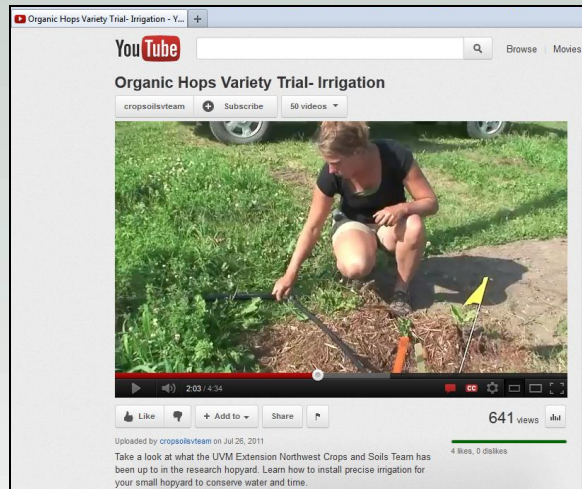 Organic Hops Variety Trial- Irrigation - Y...
YouTube
Browse Movies
Organic Hops Variety Trial- Irrigation
cropsoilsvteam Subscribe 50 videos
2:03 / 4:34
CC
Like Add to Share
641 views
Uploaded by cropsoilsvteam on Jul 26, 2011
4 likes, 0 dislikes
Take a look at what the UVM Extension Northwest Crops and Soils Team has
been up to in the research hopyard. Learn how to install precise irrigation for
your small hopyard to conserve water and time.